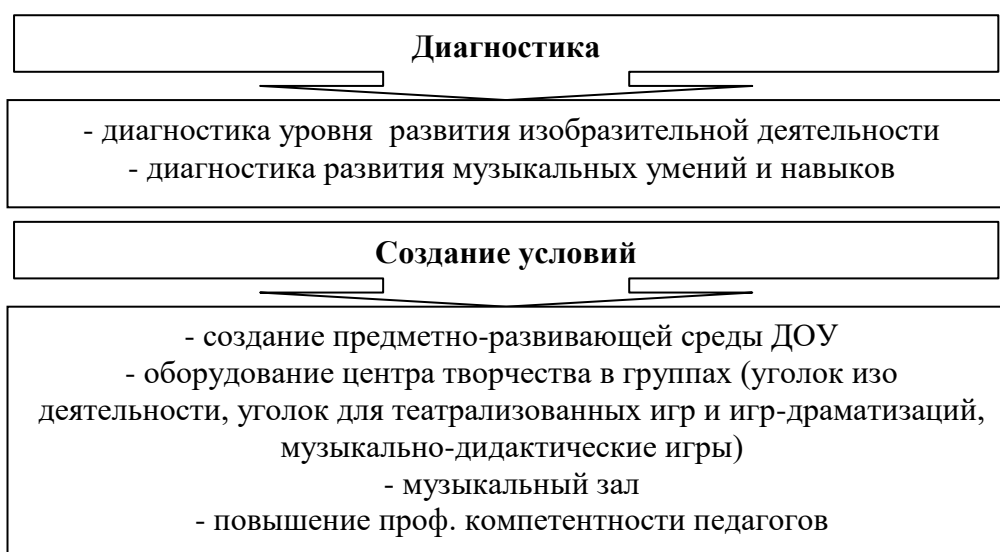 Диагностика
- диагностика уровня развития изобразительной деятельности
- диагностика развития музыкальных умений и навыков
Создание условий
- создание предметно-развивающей среды ДОУ
- оборудование центра творчества в группах (уголок изо
деятельности, уголок для театрализованных игр и игр-драматизаций,
музыкально-дидактические игры)
- музыкальный зал
- повышение проф. компетентности педагогов